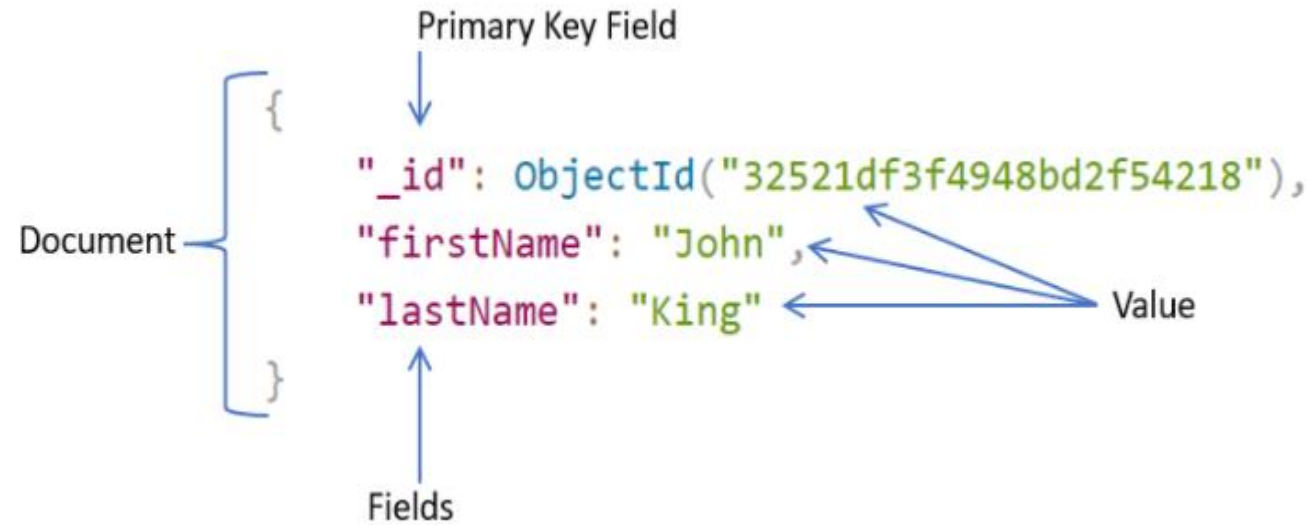 Primary Key Field
{
"_id": ObjectId("32521df3f4948bd2f54218"),
Document
"firstName": "John",
"lastName": "King"
Value
}
Fields